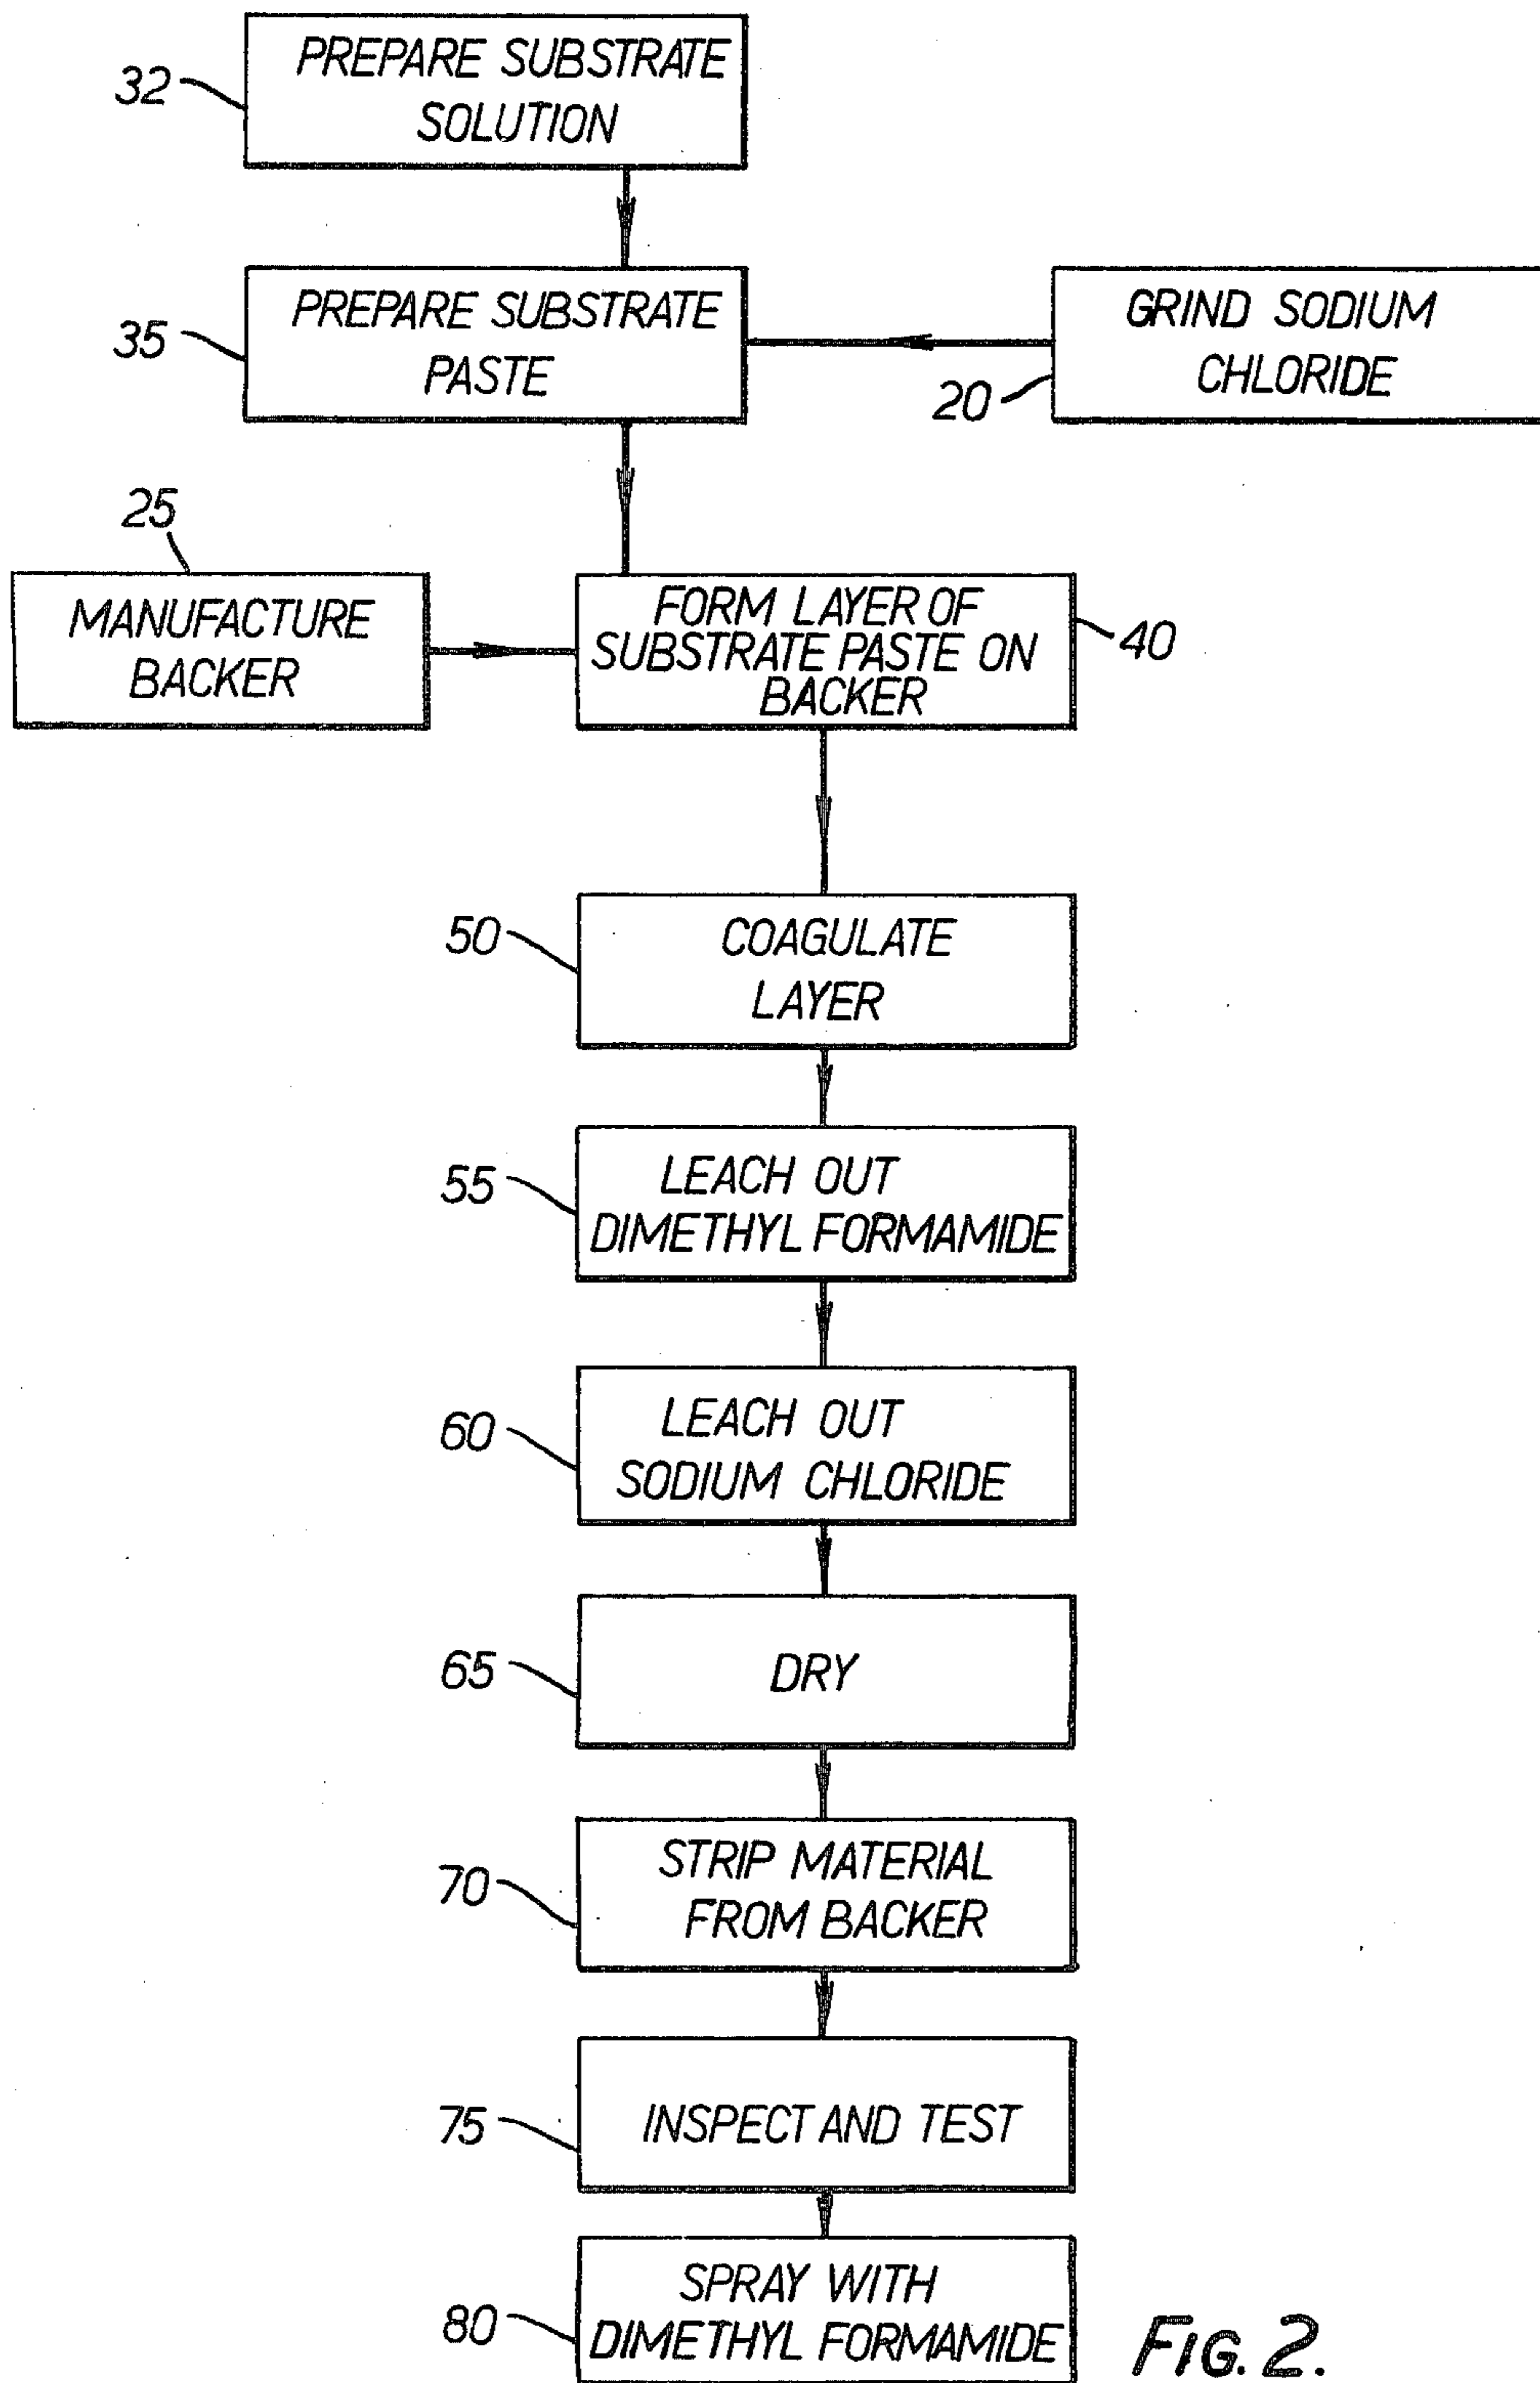 PREPARE SUBSTRATE
SOLUTION
32
PREPARE SUBSTRATE
PASTE
35
GRIND SODIUM
CHLORIDE
20
25
MANUFACTURE
BACKER
FORM LAYER OF
SUBSTRATE PASTE ON
BACKER
40
50
COAGULATE
LAYER
55
LEACH OUT
DIMETHYL FORMAMIDE
60
LEACH OUT
SODIUM CHLORIDE
65
DRY
70
STRIP MATERIAL
FROM BACKER
75
INSPECT AND TEST
80
SPRAY WITH
DIMETHYL FORMAMIDE
FIG. 2.